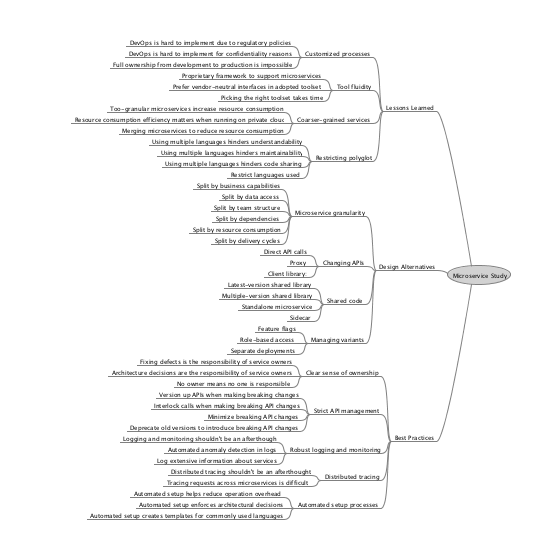 DevOps is hard to implement due to regulatory policies
DevOps is hard to implement for confidentiality reasons
Full ownership from development to production is impossible
Customized processes
Proprietary framework to support microservices
Prefer vendor-neutral interfaces in adopted toolset
Picking the right toolset takes time
Tool fluidity
Too-granular microservices increase resource consumption
Resource consumption efficiency matters when running on private cloud
Merging microservices to reduce resource consumption
Coarser-grained services
Using multiple languages hinders understandability
Using multiple languages hinders maintainability
Using multiple languages hinders code sharing
Restrict languages used
Restricting polyglot
Lessons Learned
Split by business capabilities
Split by data access
Split by team structure
Split by dependencies
Split by resource consumption
Split by delivery cycles
Microservice granularity
Direct API calls
Proxy
Client library
Changing APIs
Latest-version shared library
Multiple-version shared library
Standalone microservice
Sidecar
Shared code
Feature flags
Role-based access
Separate deployments
Managing variants
Design Alternatives
Microservice Study
Fixing defects is the responsibility of service owners
Architecture decisions are the responsibility of service owners
No owner means no one is responsible
Clear sense of ownership
Version up APIs when making breaking changes
Interlock calls when making breaking API changes
Minimize breaking API changes
Deprecate old versions to introduce breaking API changes
Strict API management
Logging and monitoring shouldn't be an afterthough
Automated anomaly detection in logs
Log extensive information about services
Robust logging and monitoring
Distributed tracing shouldn't be an afterthought
Tracing requests across microservices is difficult
Distributed tracing
Automated setup helps reduce operation overhead
Automated setup enforces architectural decisions
Automated setup creates templates for commonly used languages
Automated setup processes
Best Practices